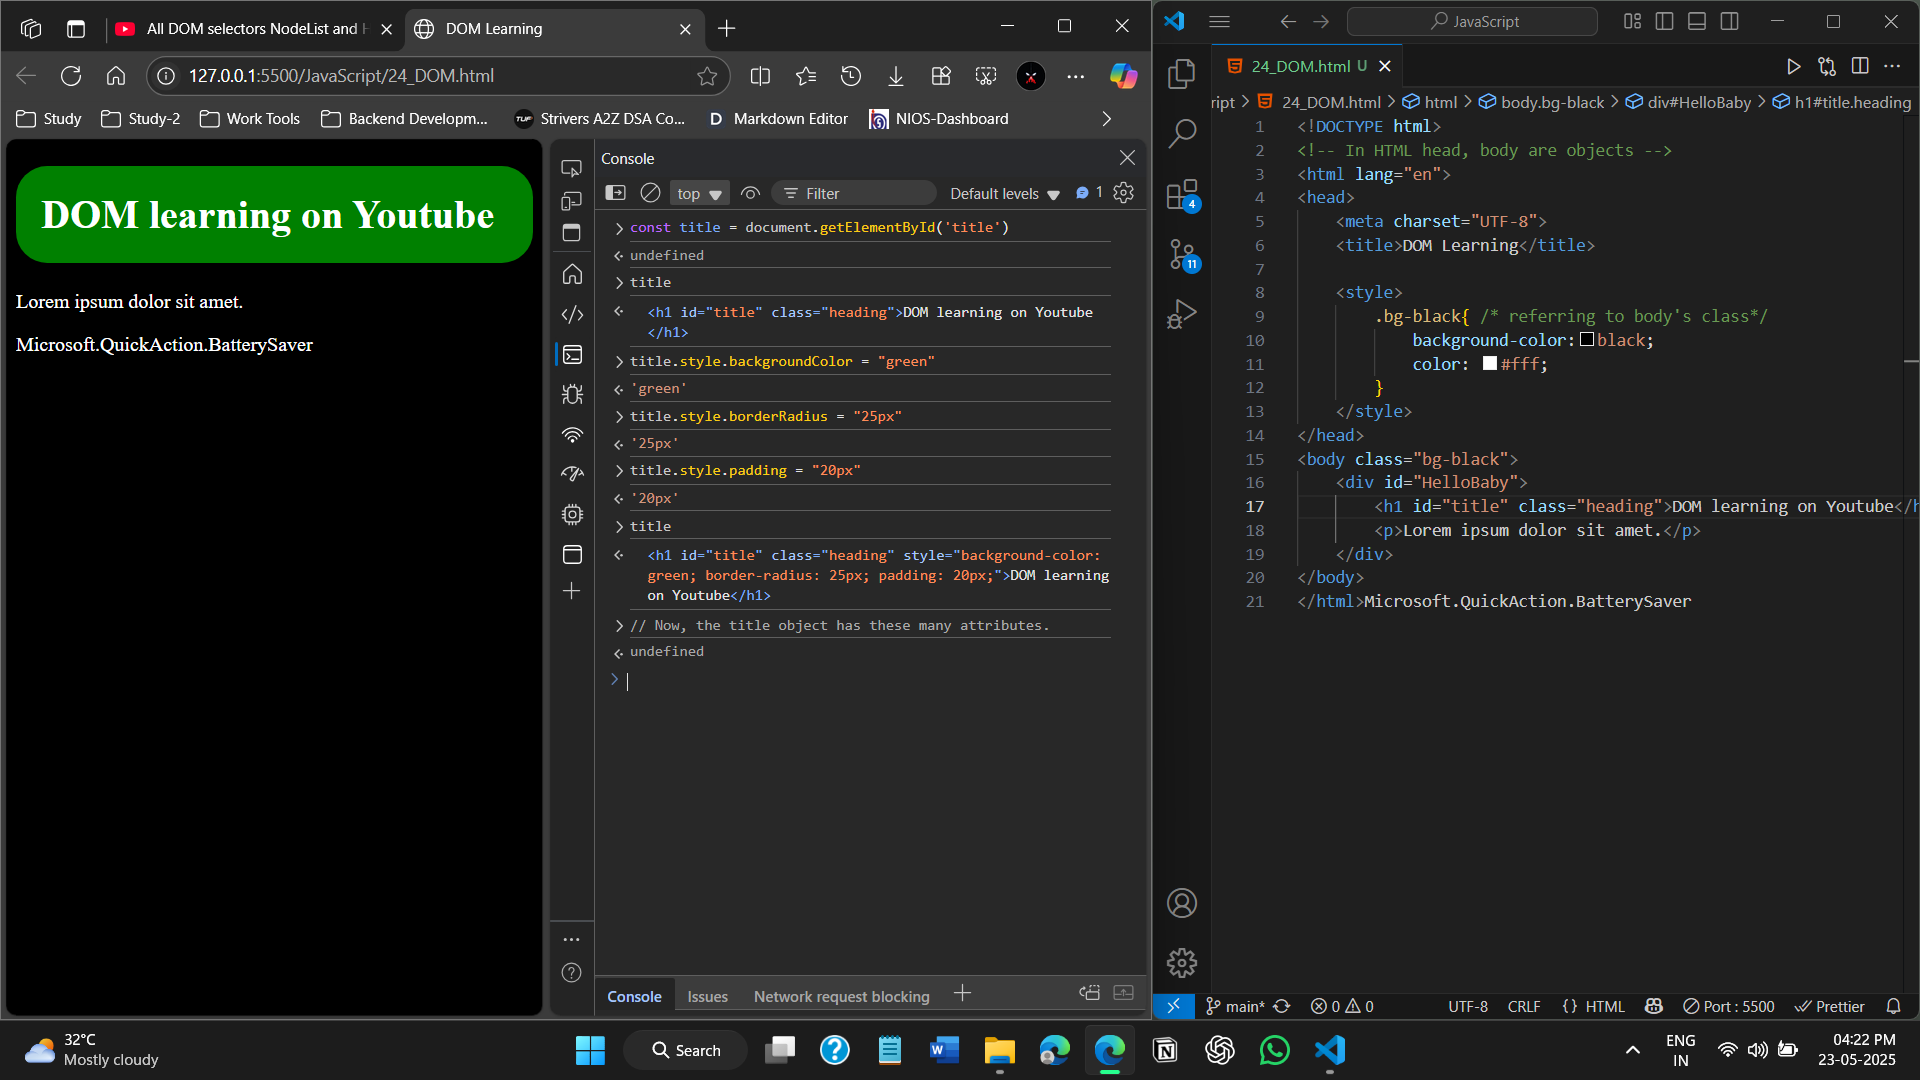 All DOM selectors NodeList and H
DOM Learning
127.0.0.1:5500/JavaScript/24_DOM.html
Study
Study-2
Work Tools
Backend Developm...
TUF
Strivers A2Z DSA Co...
D
Markdown Editor
NIOS-Dashboard
DOM learning on Youtube
Lorem ipsum dolor sit amet.
Microsoft.QuickAction.BatterySaver
Console
top
Filter
Default levels
1
const title = document.getElementById('title')
undefined
title
<h1 id="title" class="heading">DOM learning on Youtube
</h1>
title.style.backgroundColor = "green"
'green'
title.style.borderRadius = "25px"
'25px'
title.style.padding = "20px"
'20px'
title
<h1 id="title" class="heading" style="background-color:
green; border-radius: 25px; padding: 20px;">DOM learning
on Youtube</h1>
// Now, the title object has these many attributes.
undefined
Console
Issues
Network request blocking
JavaScript
24_DOM.html U
ript > 24_DOM.html > html > body.bg-black > div#HelloBaby > h1#title.heading
4
11
1 <!DOCTYPE html>
2 <!-- In HTML head, body are objects -->
3 <html lang="en">
4 <head>
5 <meta charset="UTF-8">
6 <title>DOM Learning</title>
7
8 <style>
9 .bg-black{ /* referring to body's class*/
10 background-color: black;
11 color: #fff;
12 }
13 </style>
14 </head>
15 <body class="bg-black">
16 <div id="HelloBaby">
17 <h1 id="title" class="heading">DOM learning on Youtube</h
18 <p>Lorem ipsum dolor sit amet.</p>
19 </div>
20 </body>
21 </html>Microsoft.QuickAction.BatterySaver
main*
0
0
UTF-8
CRLF
{} HTML
Port : 5500
Prettier
32°C
Mostly cloudy
Search
ENG
IN
04:22 PM
23-05-2025